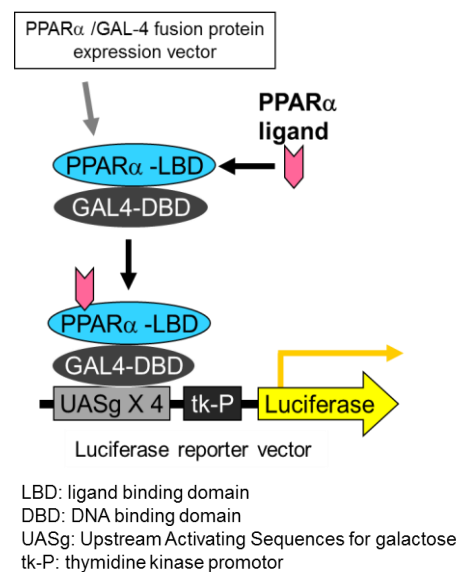 PPARα /GAL-4 fusion protein
expression vector
PPARα
ligand
PPARα -LBD
GAL4-DBD
PPARα -LBD
GAL4-DBD
UASg X 4 tk-P Luciferase
Luciferase reporter vector
LBD: ligand binding domain
DBD: DNA binding domain
UASg: Upstream Activating Sequences for galactose
tk-P: thymidine kinase promotor